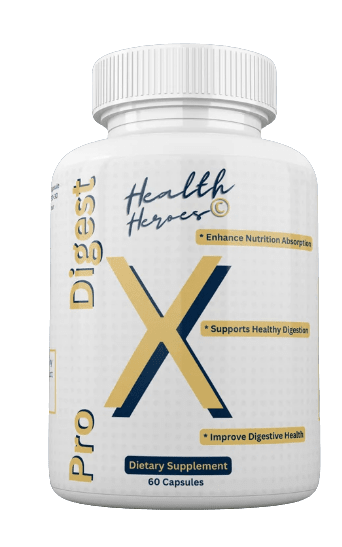 Health
Heroes©
Pro Digest
X
* Enhance Nutrition Absorption
* Supports Healthy Digestion
* Improve Digestive Health
Dietary Supplement
60 Capsules